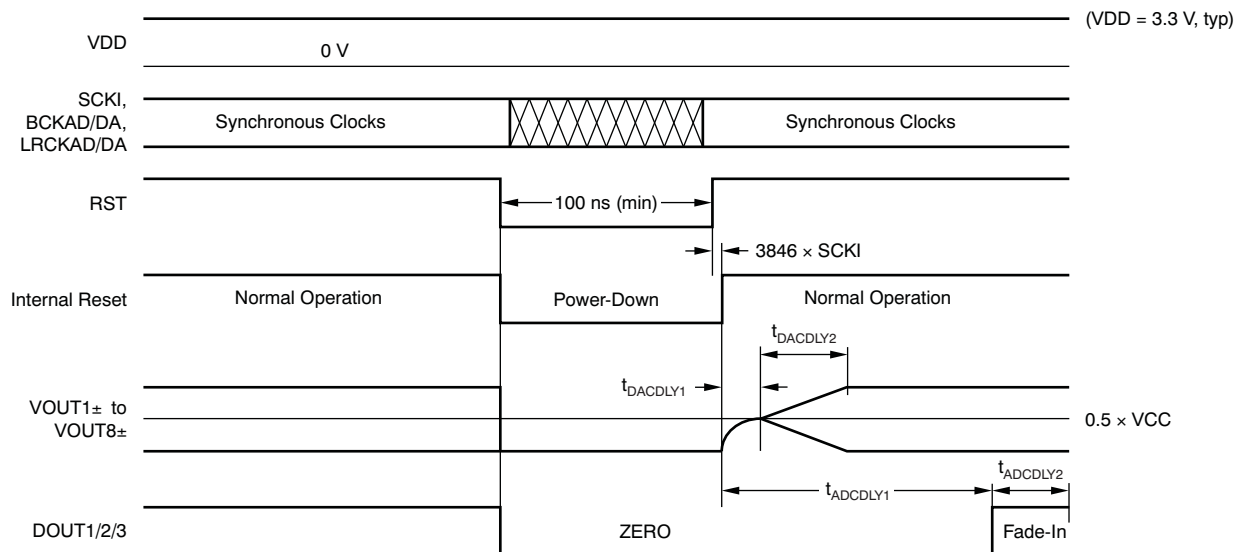 (VDD = 3.3 V, typ)
VDD
0 V
SCKI,
BCKAD/DA,
LRCKAD/DA
Synchronous Clocks
Synchronous Clocks
RST
100 ns (min)
3846 × SCKI
Internal Reset
Normal Operation
Power-Down
Normal Operation
tDACDLY2
tDACDLY1
VOUT1± to
VOUT8±
0.5 × VCC
tADCDLY2
tADCDLY1
DOUT1/2/3
ZERO
Fade-In